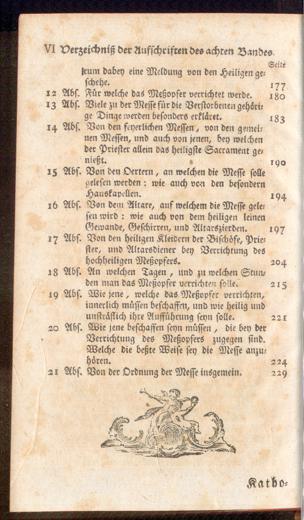 VI Verzeichniß der Aufschriften des achten Bandes.
Seite
krum dabey eine Meldung von den Heiligen ge-
schehe. 177
12 Abs. Für welche das Meßopfer verrichtet werde. 180
13 Abs. Viele zu der Messe für die Verstorbenen gehöri-
ge Dinge werden besonders erkläret. 183
14 Abs. Von den feyerlichen Messen, von den gemei-
nen Messen, und auch von jenen, bey welchen
der Priester allein das heiligste Sacrament ge-
nießt. 190
15 Abs. Von den Oertern, an welchen die Messe solle
gelesen werden: wie auch von den besondern
Hauskapellen. 194
16 Abs. Von dem Altare, auf welchem die Messe gele-
sen wird: wie auch von dem heiligen leinen
Gewande, Geschirren, und Altarszierden. 197
17 Abs. Von den heiligen Kleidern der Bischöfe, Prie-
ster, und Altarsdiener bey Verrichtung des
hochheiligen Meßopfers. 204
18 Abs. An welchen Tagen, und zu welchen Stun-
den man das Meßopfer verrichten solle. 215
19 Abs. Wie jene, welche das Meßopfer verrichten,
innerlich müssen beschaffen, und wie heilig und
unsträflich ihre Aufführung seyn solle. 221
20 Abs. Wie jene beschaffen seyn müssen, die bey der
Verrichtung des Meßopfers zugegen sind.
Welche die beßte Weise sey die Messe anzu-
hören. 224
21 Abs. Von der Ordnung der Messe insgemein. 229
Katho-